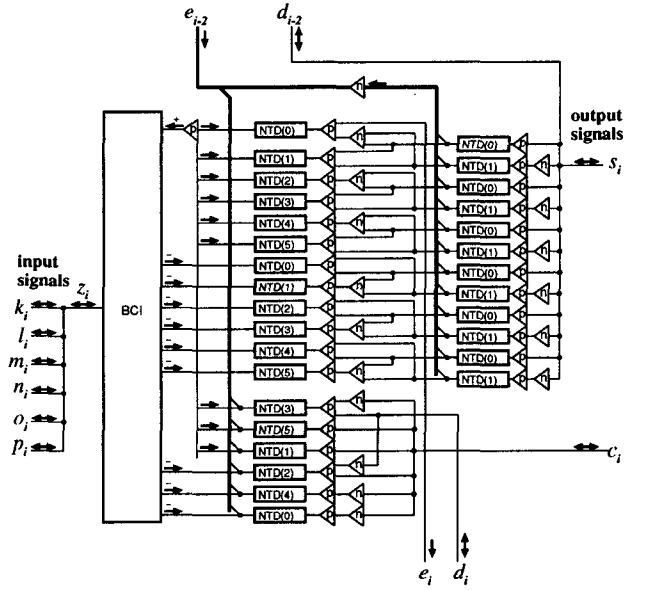 e_{i-2} d_{i-2}
n
output signals
+ p NTD(0) p n NTD(0) p
NTD(1) p NTD(1) p n s_i
NTD(2) p n NTD(0) p
NTD(3) p NTD(1) p n
NTD(4) p n NTD(0) p
NTD(5) p NTD(1) p n
input signals
z_i
BCI
− NTD(0) p NTD(0) p
− NTD(1) p n NTD(1) p n
k_i − NTD(2) p NTD(0) p
l_i − NTD(3) p n NTD(1) p n
m_i − NTD(4) p NTD(0) p
n_i − NTD(5) p n NTD(1) p n
o_i NTD(3) p n
NTD(5) p
p_i NTD(1) p c_i
− NTD(2) p n
− NTD(4) p n
− NTD(0) p n
e_i d_i